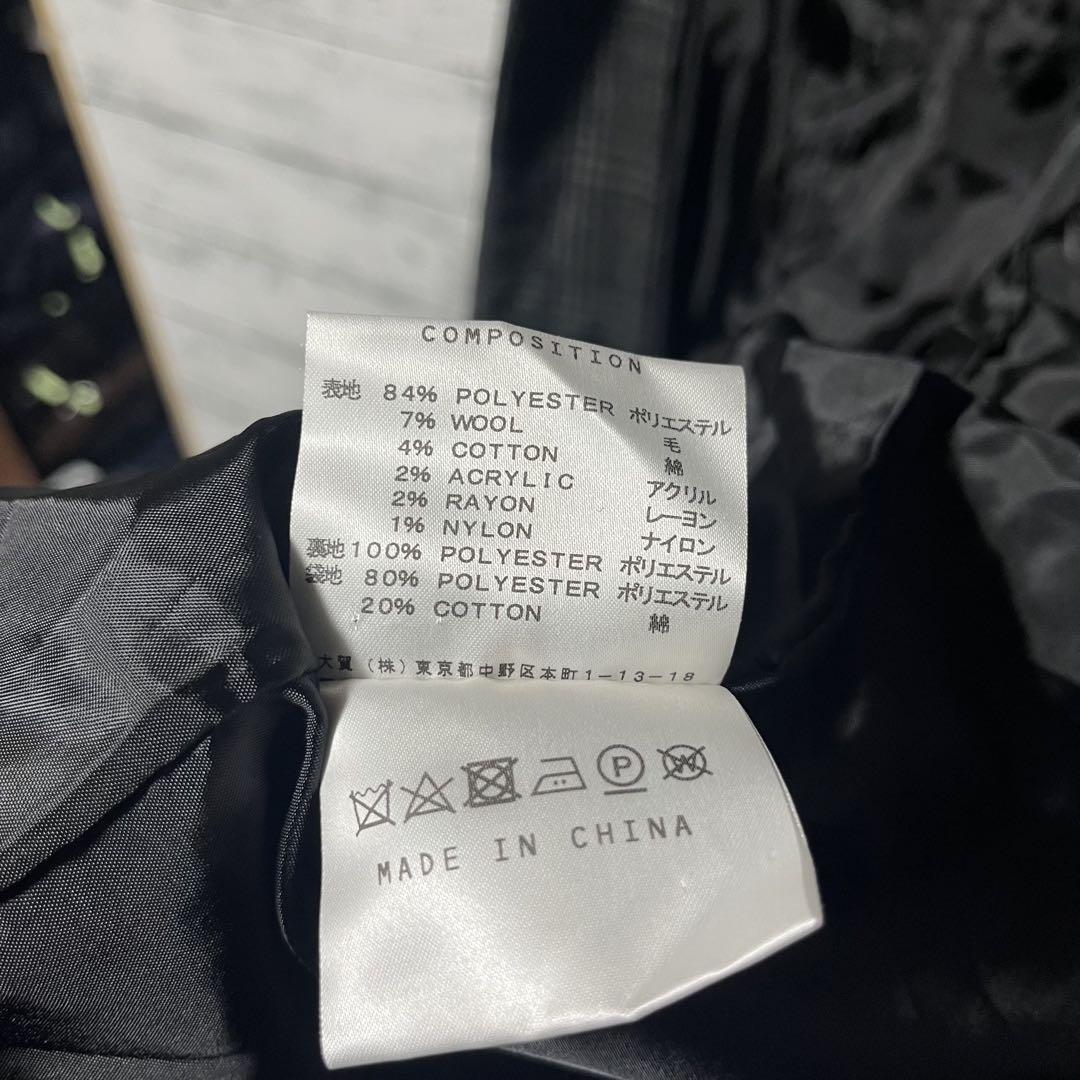 COMPOSITION
表地 84% POLYESTER ポリエステル
7% WOOL 毛
4% COTTON 綿
2% ACRYLIC アクリル
2% RAYON レーヨン
1% NYLON ナイロン
裏地 100% POLYESTER ポリエステル
袋地 80% POLYESTER ポリエステル
20% COTTON 綿
大賀(株)東京都中野区本町1-13-18
P W
MADE IN CHINA